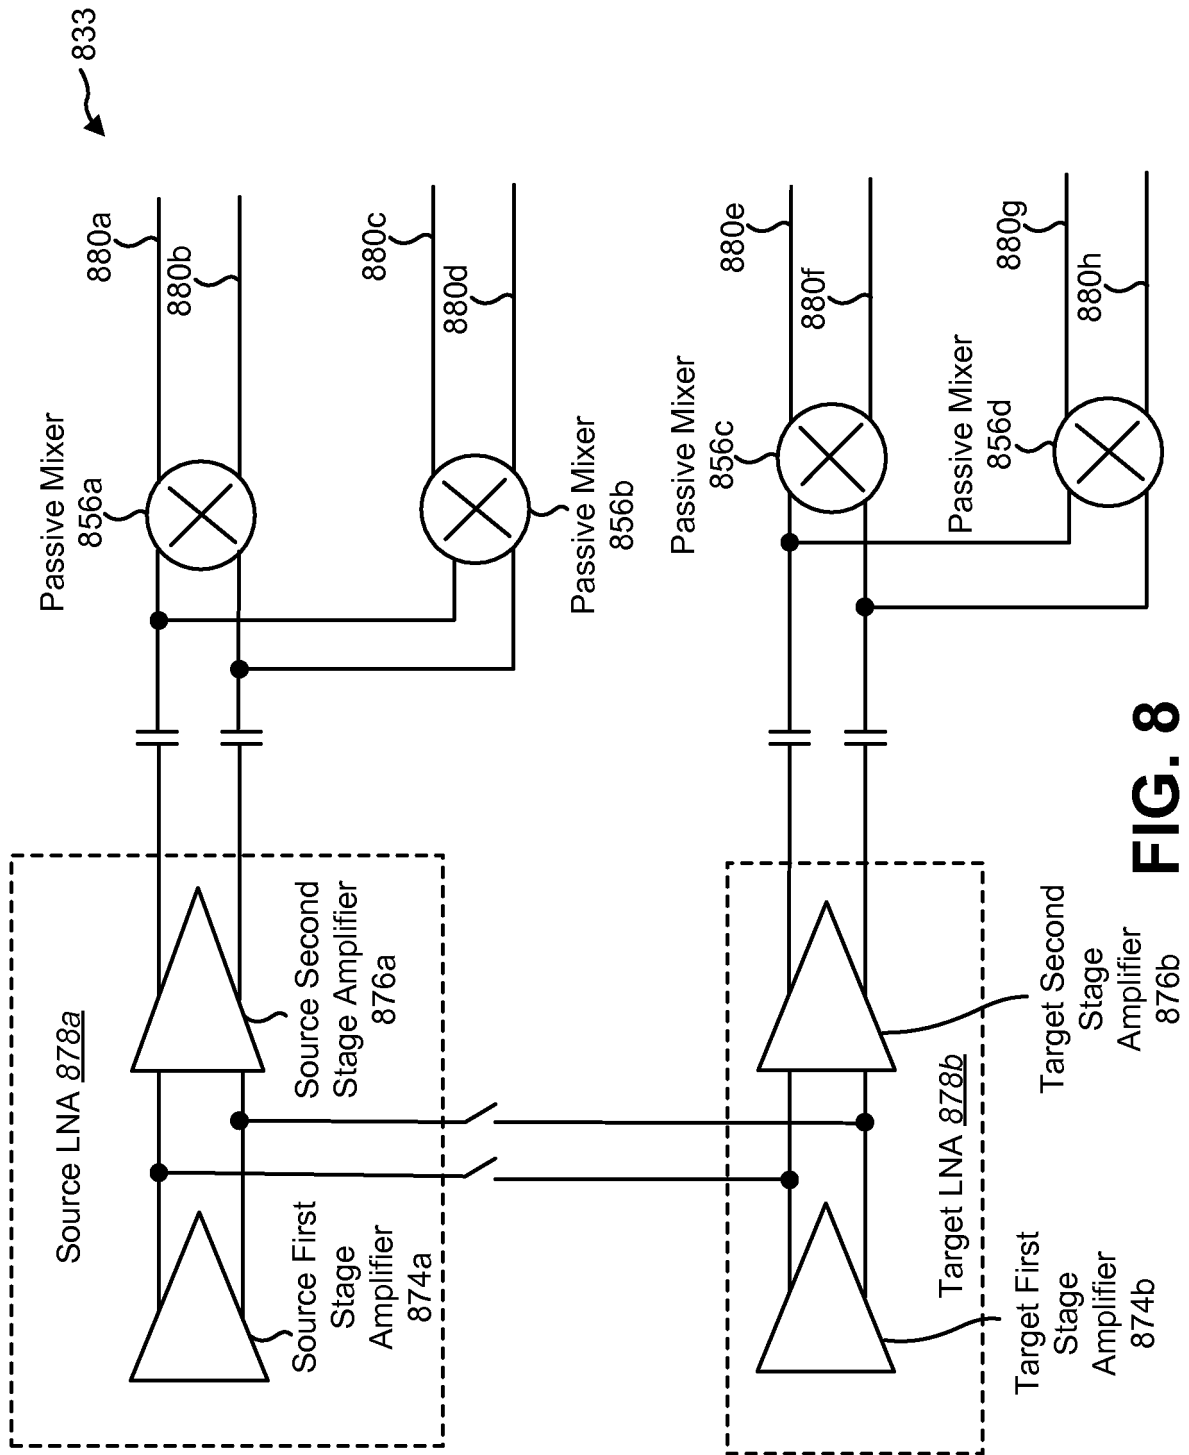 833
880a
880b
880c
880d
880e
880f
880g
880h
Passive Mixer
856a
Passive Mixer
856b
Passive Mixer
856c
Passive Mixer
856d
Source LNA 878a
Source Second
Stage Amplifier
876a
Source First
Stage
Amplifier
874a
Target LNA 878b
Target Second
Stage
Amplifier
876b
Target First
Stage
Amplifier
874b
FIG. 8